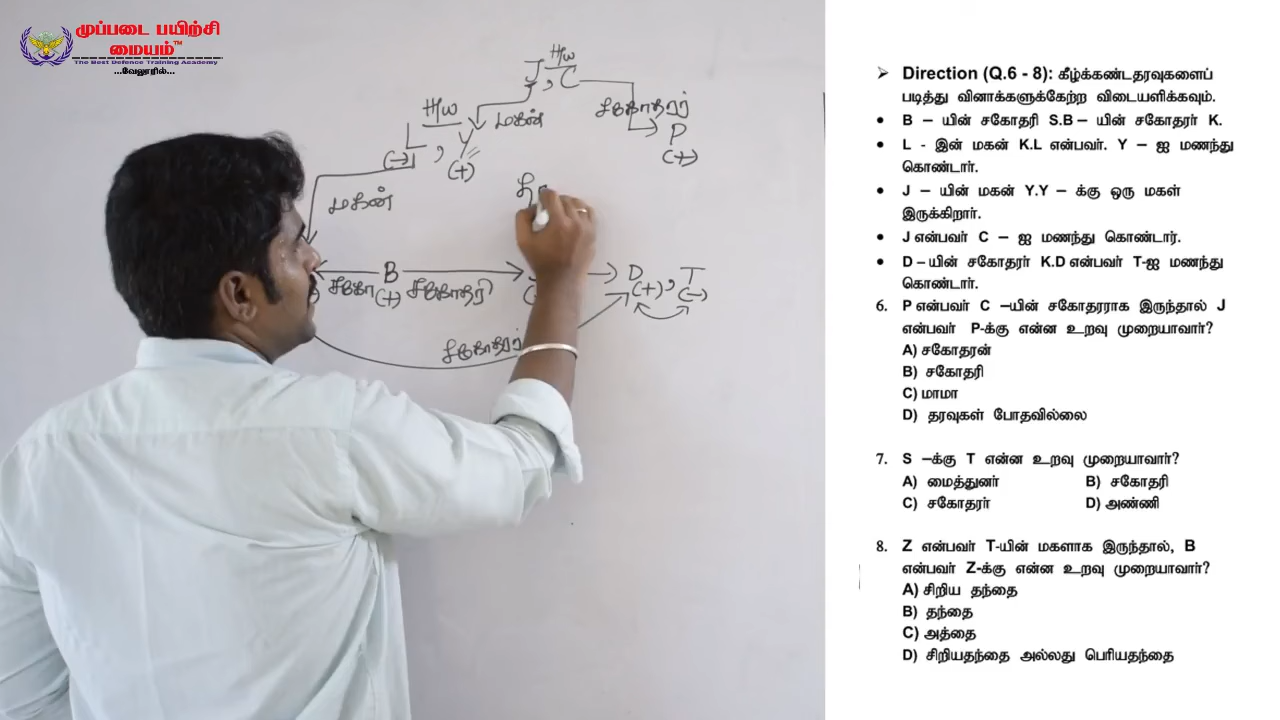 முப்படை பயிற்சி
மையம்™
The Best Defence Training Academy
...வேலூரில்...
H/W
J, C
H/W
L, Y
மகன்
சகோதரர்
P
(-)
(+)
(+)
மகன்
B
சகோ (+) சகோதரி
D, T
(+) (-)
சகோதரர்
➤ Direction (Q.6 - 8): கீழ்க்கண்டதரவுகளைப்
படித்து வினாக்களுக்கேற்ற விடையளிக்கவும்.
• B – யின் சகோதரி S.B– யின் சகோதரர் K.
• L - இன் மகன் K.L என்பவர். Y – ஐ மணந்து
கொண்டார்.
• J – யின் மகன் Y.Y – க்கு ஒரு மகள்
இருக்கிறார்.
• J என்பவர் C – ஐ மணந்து கொண்டார்.
• D – யின் சகோதரர் K.D என்பவர் T-ஐ மணந்து
கொண்டார்.
6. P என்பவர் C –யின் சகோதரராக இருந்தால் J
என்பவர் P-க்கு என்ன உறவு முறையாவார்?
A) சகோதரன்
B) சகோதரி
C) மாமா
D) தரவுகள் போதவில்லை
7. S –க்கு T என்ன உறவு முறையாவார்?
A) மைத்துனர் B) சகோதரி
C) சகோதரர் D) அண்ணி
8. Z என்பவர் T-யின் மகளாக இருந்தால், B
என்பவர் Z-க்கு என்ன உறவு முறையாவார்?
A) சிறிய தந்தை
B) தந்தை
C) அத்தை
D) சிறியதந்தை அல்லது பெரியதந்தை